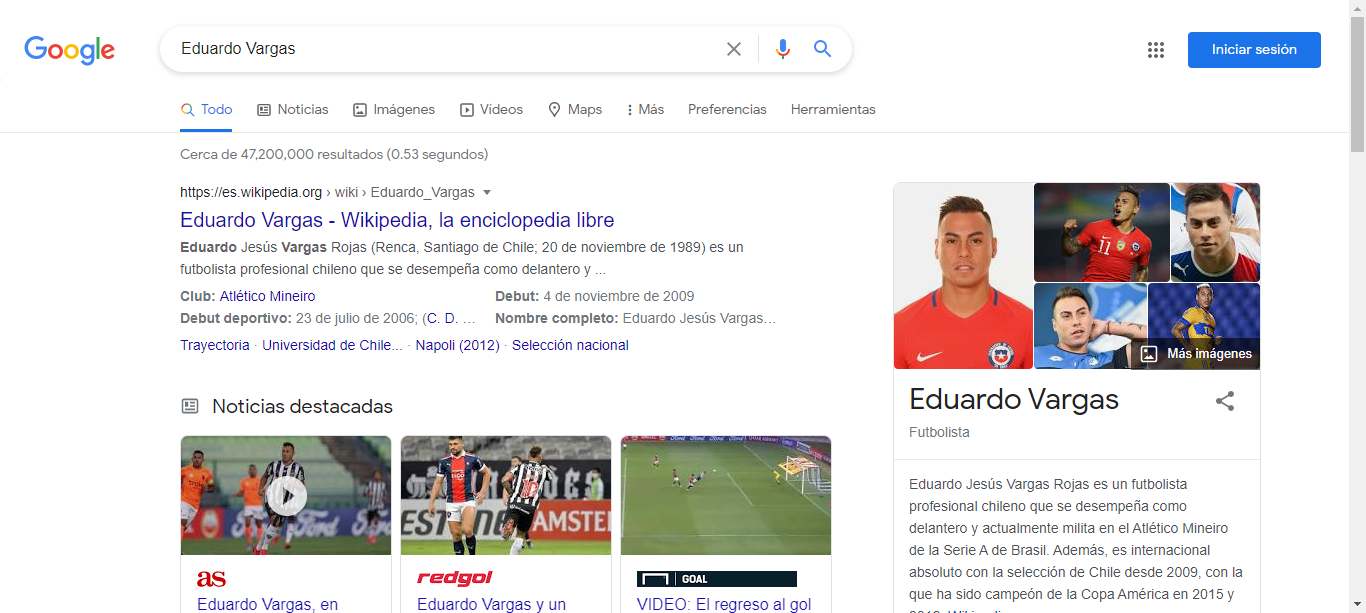 Google
Eduardo Vargas
Iniciar sesión
Todo
Noticias
Imágenes
Vídeos
Maps
Más
Preferencias
Herramientas
Cerca de 47,200,000 resultados (0.53 segundos)
https://es.wikipedia.org › wiki › Eduardo_Vargas
Eduardo Vargas - Wikipedia, la enciclopedia libre
Eduardo Jesús Vargas Rojas (Renca, Santiago de Chile; 20 de noviembre de 1989) es un
futbolista profesional chileno que se desempeña como delantero y ...
Club: Atlético Mineiro
Debut: 4 de noviembre de 2009
Debut deportivo: 23 de julio de 2006; (C. D. ...
Nombre completo: Eduardo Jesús Vargas...
Trayectoria · Universidad de Chile... · Napoli (2012) · Selección nacional
Noticias destacadas
as
Eduardo Vargas, en
ESTNE
AMSTE
redgol
Eduardo Vargas y un
GOAL
VIDEO: El regreso al gol
11
Más imágenes
Eduardo Vargas
Futbolista
Eduardo Jesús Vargas Rojas es un futbolista
profesional chileno que se desempeña como
delantero y actualmente milita en el Atlético Mineiro
de la Serie A de Brasil. Además, es internacional
absoluto con la selección de Chile desde 2009, con la
que ha sido campeón de la Copa América en 2015 y